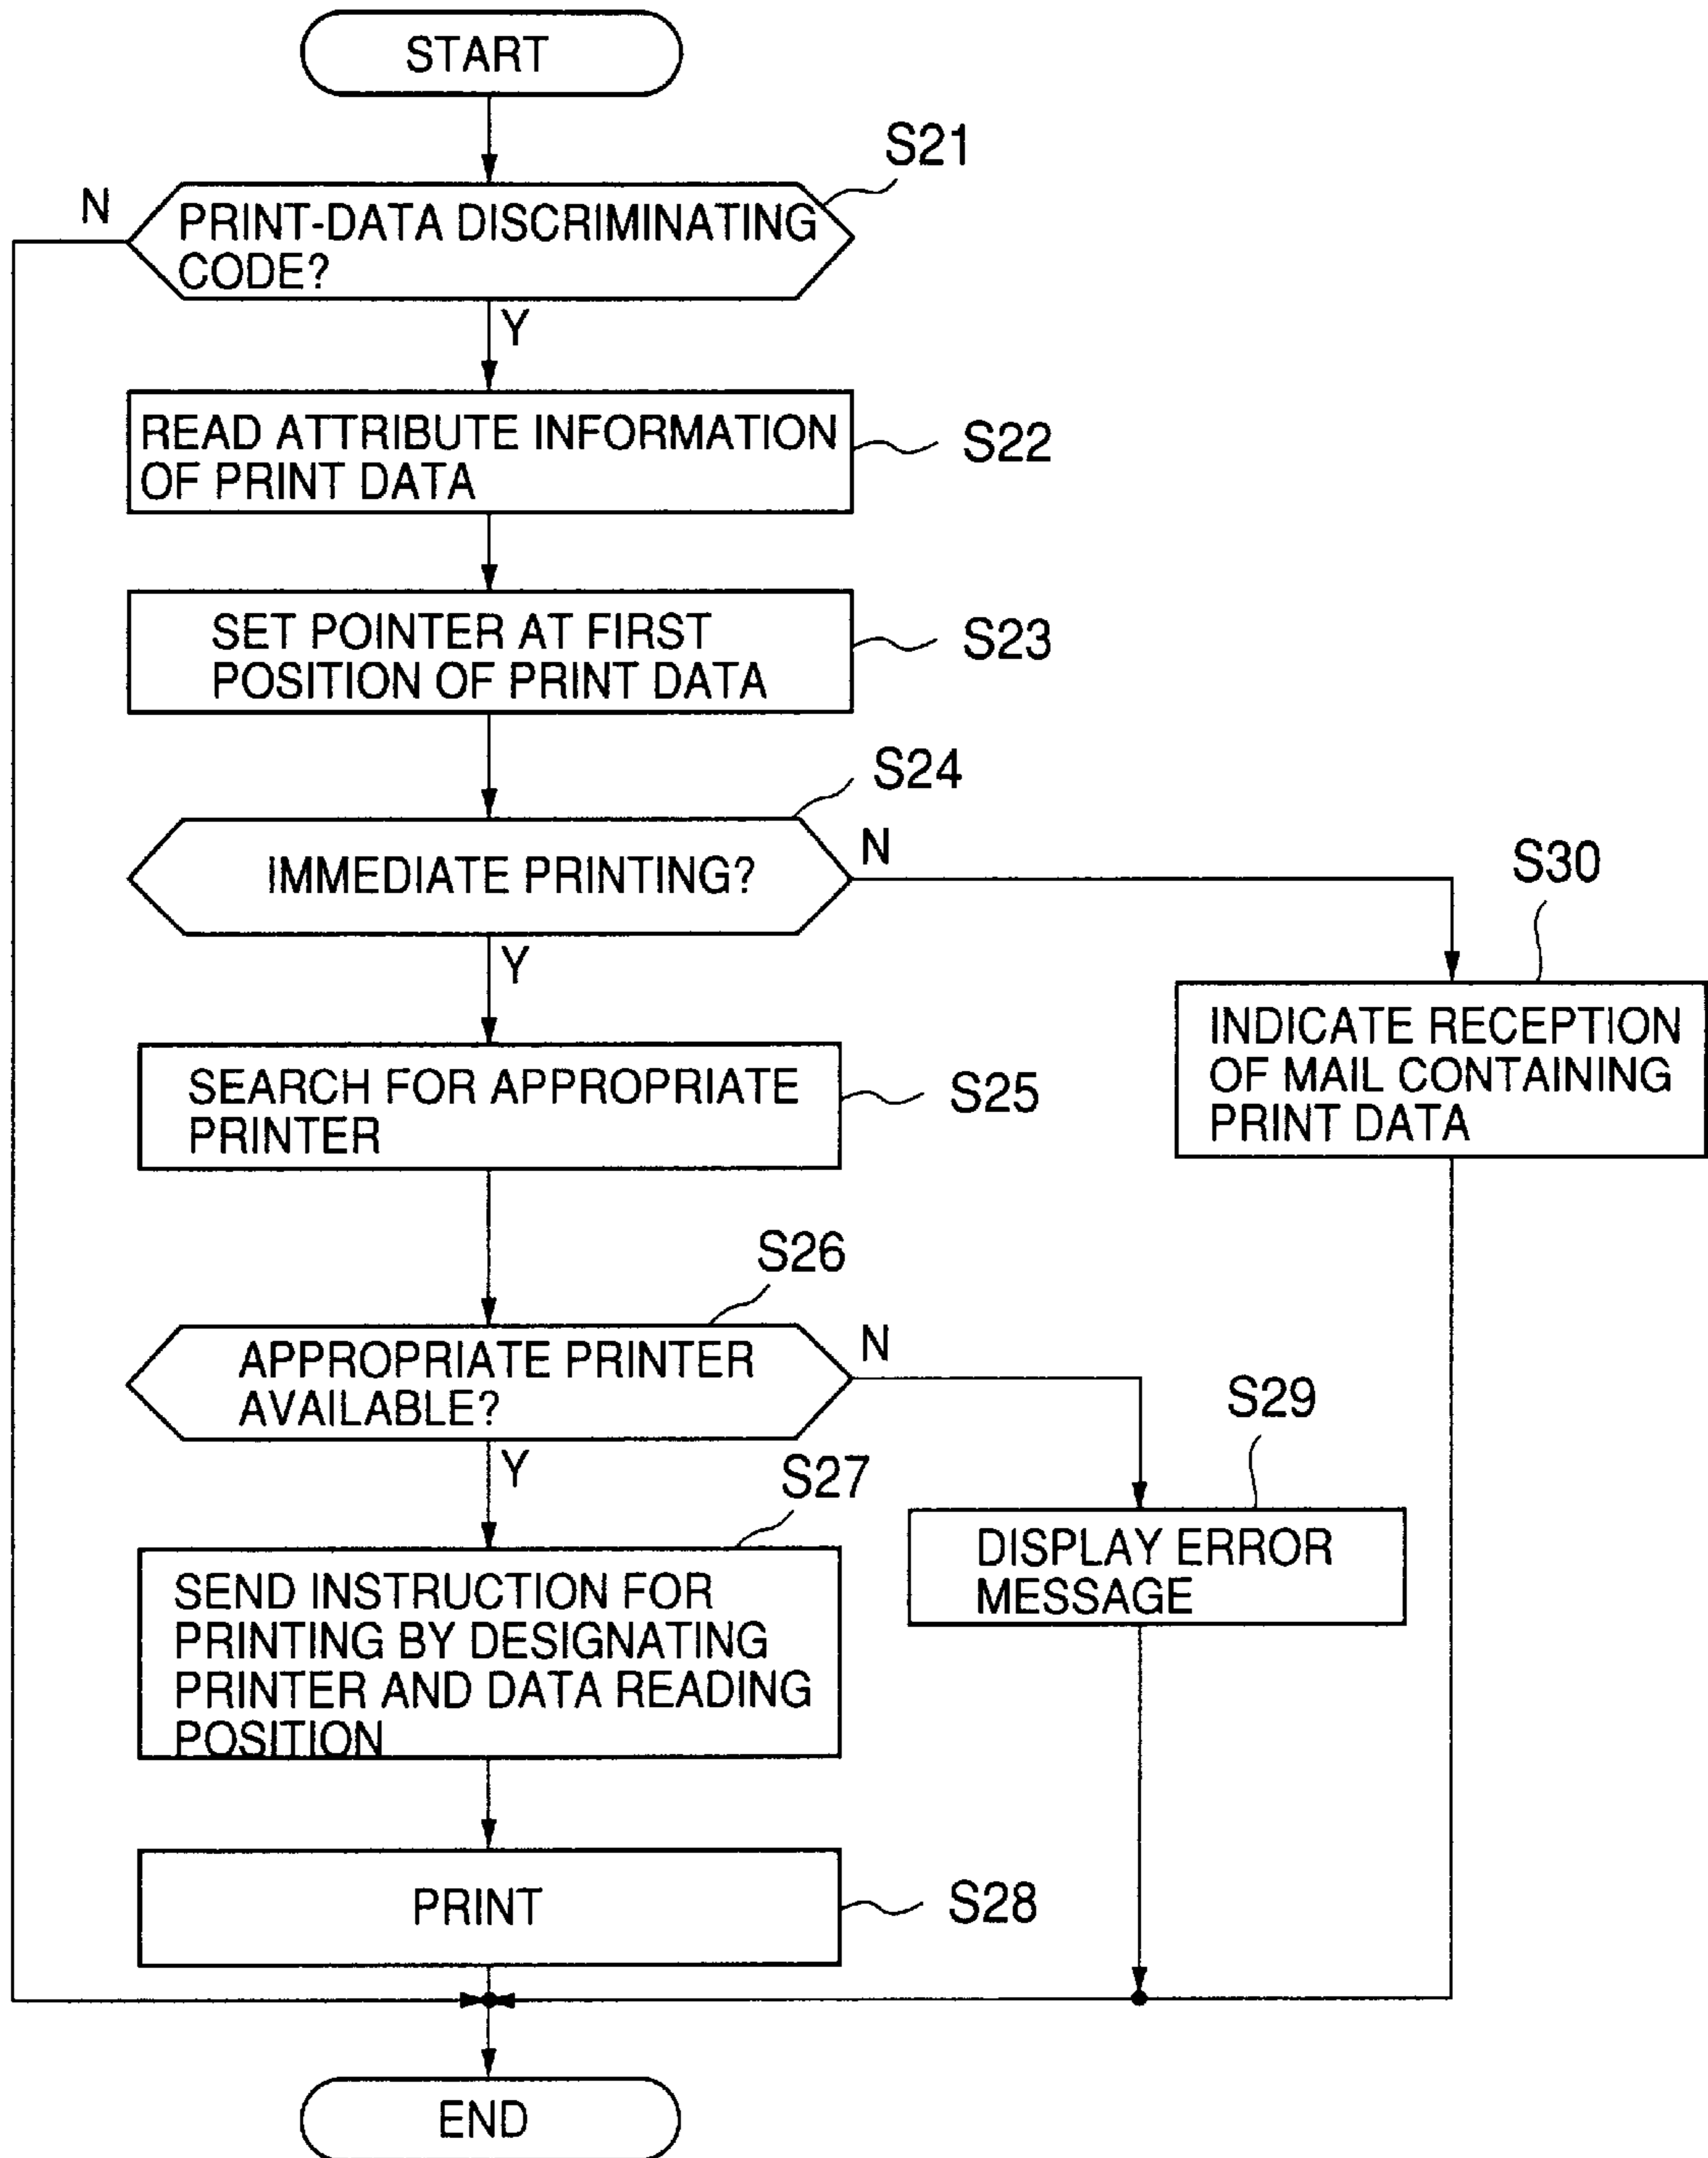 START
S21
N
PRINT-DATA DISCRIMINATING
CODE?
Y
READ ATTRIBUTE INFORMATION
OF PRINT DATA
S22
SET POINTER AT FIRST
POSITION OF PRINT DATA
S23
S24
IMMEDIATE PRINTING?
N
Y
S30
INDICATE RECEPTION
OF MAIL CONTAINING
PRINT DATA
SEARCH FOR APPROPRIATE
PRINTER
S25
S26
APPROPRIATE PRINTER
AVAILABLE?
N
Y
S29
DISPLAY ERROR
MESSAGE
S27
SEND INSTRUCTION FOR
PRINTING BY DESIGNATING
PRINTER AND DATA READING
POSITION
PRINT
S28
END